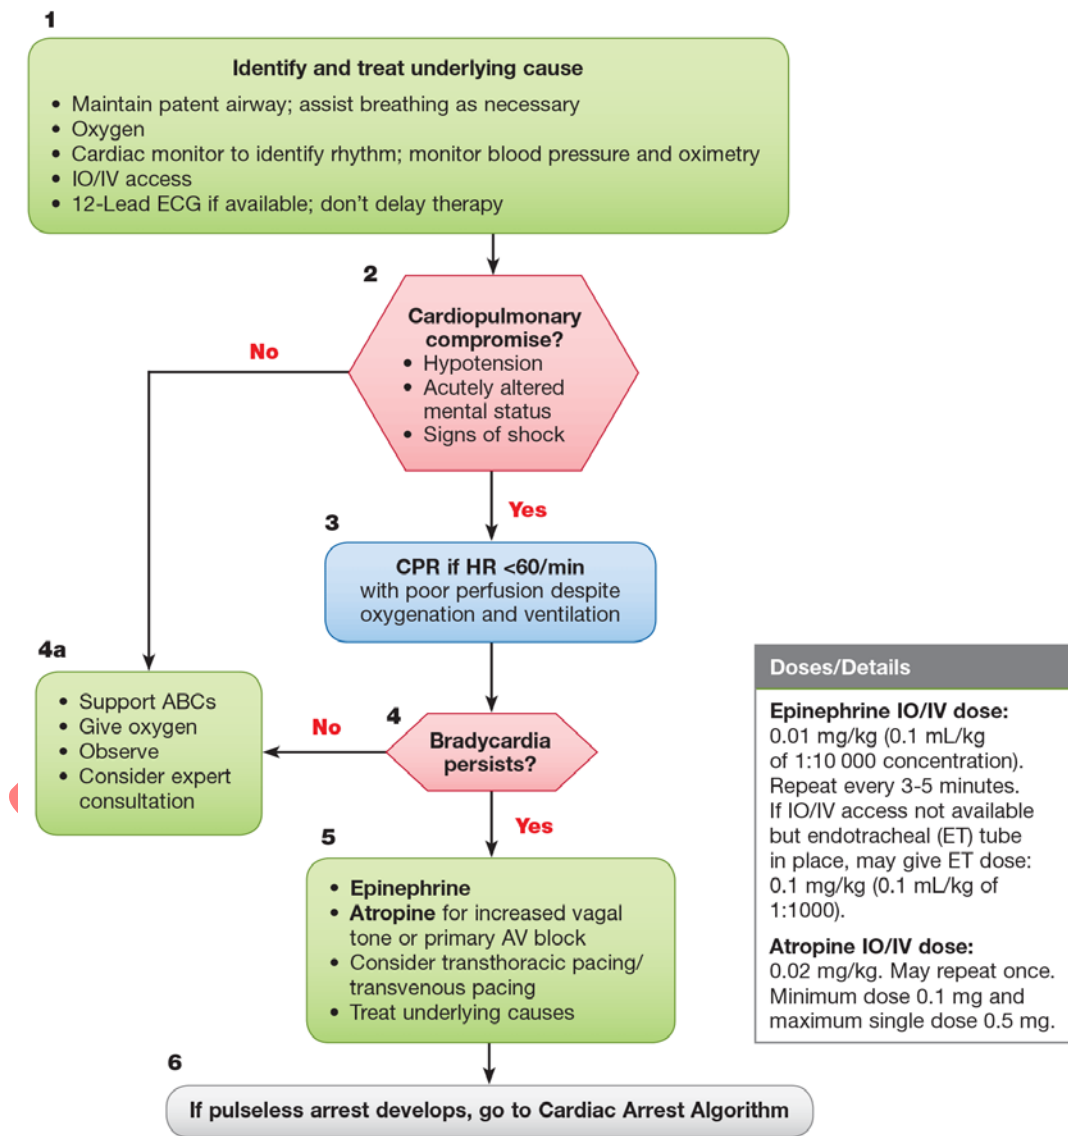 1
Identify and treat underlying cause
• Maintain patent airway; assist breathing as necessary
• Oxygen
• Cardiac monitor to identify rhythm; monitor blood pressure and oximetry
• IO/IV access
• 12-Lead ECG if available; don't delay therapy
2
Cardiopulmonary
compromise?
• Hypotension
• Acutely altered
mental status
• Signs of shock
No
Yes
3
CPR if HR <60/min
with poor perfusion despite
oxygenation and ventilation
4a
• Support ABCs
• Give oxygen
• Observe
• Consider expert
consultation
No
4
Bradycardia
persists?
Yes
5
• Epinephrine
• Atropine for increased vagal
tone or primary AV block
• Consider transthoracic pacing/
transvenous pacing
• Treat underlying causes
6
If pulseless arrest develops, go to Cardiac Arrest Algorithm
Doses/Details
Epinephrine IO/IV dose:
0.01 mg/kg (0.1 mL/kg
of 1:10 000 concentration).
Repeat every 3-5 minutes.
If IO/IV access not available
but endotracheal (ET) tube
in place, may give ET dose:
0.1 mg/kg (0.1 mL/kg of
1:1000).
Atropine IO/IV dose:
0.02 mg/kg. May repeat once.
Minimum dose 0.1 mg and
maximum single dose 0.5 mg.